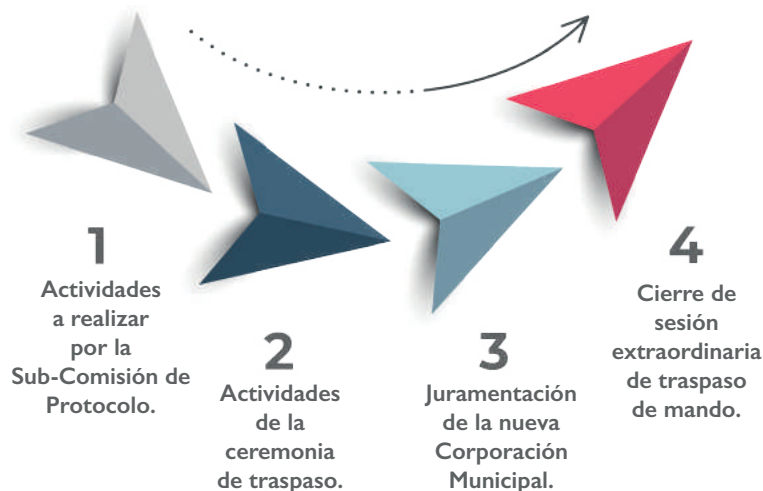 1
Actividades
a realizar
por la
Sub-Comisión de
Protocolo.
2
Actividades
de la
ceremonia
de traspaso.
3
Juramentación
de la nueva
Corporación
Municipal.
4
Cierre de
sesión
extraordinaria
de traspaso
de mando.